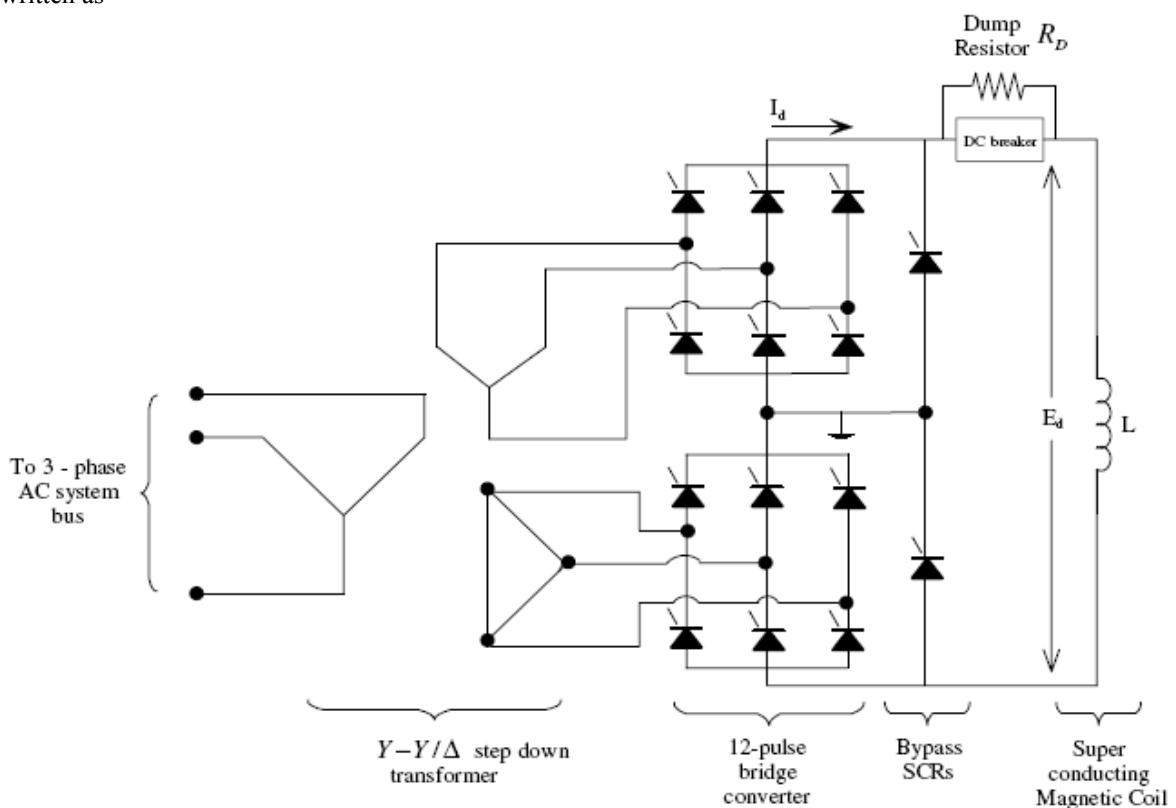 written as
Dump
Resistor R_D
I_d
DC breaker
E_d
L
To 3 - phase
AC system
bus
Y–Y/Δ step down
transformer
12-pulse
bridge
converter
Bypass
SCRs
Super
conducting
Magnetic Coil